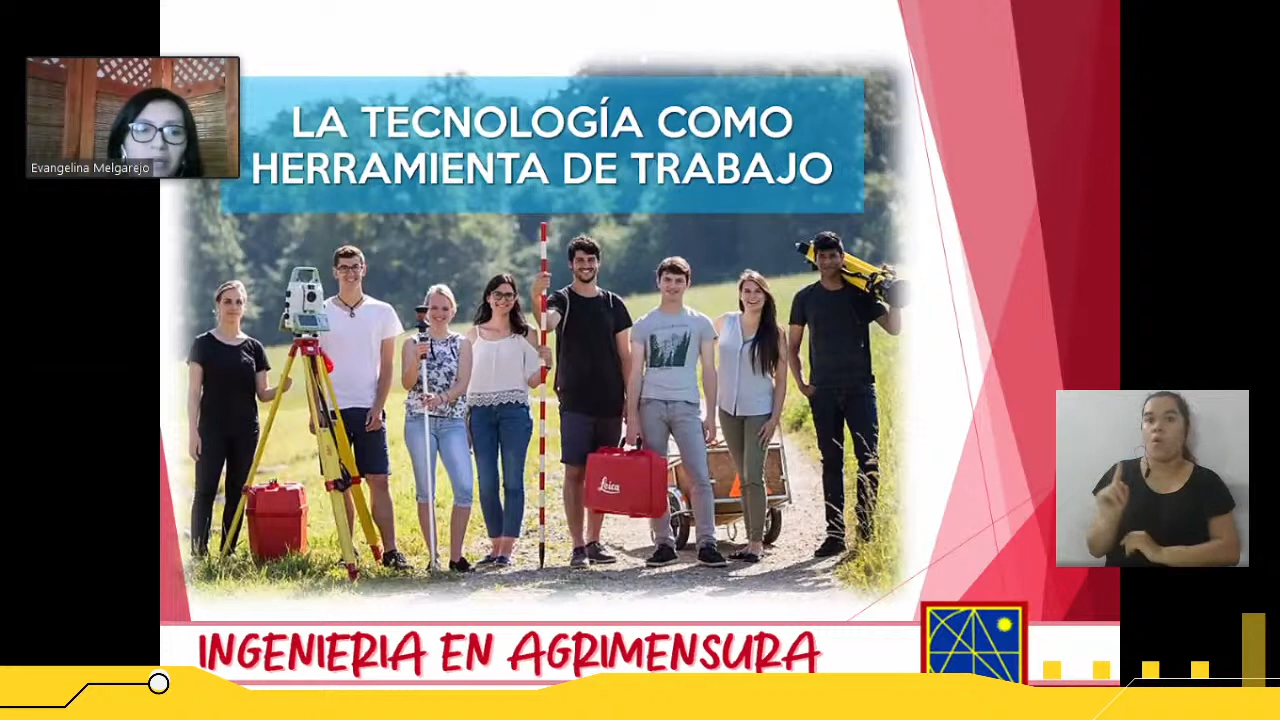 LA TECNOLOGÍA COMO
HERRAMIENTA DE TRABAJO
Evangelina Melgarejo
Leica
INGENIERIA EN AGRIMENSURA